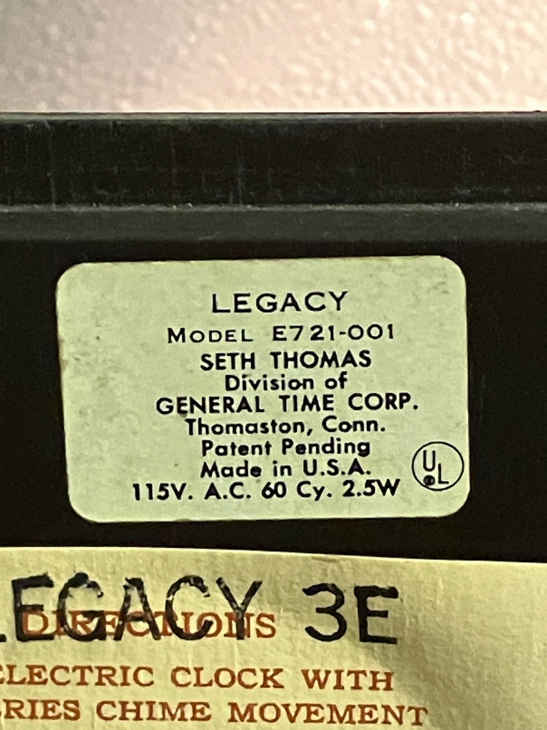 LEGACY
MODEL E721-001
SETH THOMAS
Division of
GENERAL TIME CORP.
Thomaston, Conn.
Patent Pending
Made in U.S.A.
115V. A.C. 60 Cy. 2.5W
UL
LEGACY 3E
DIRECTIONS
ELECTRIC CLOCK WITH
CHIME MOVEMENT